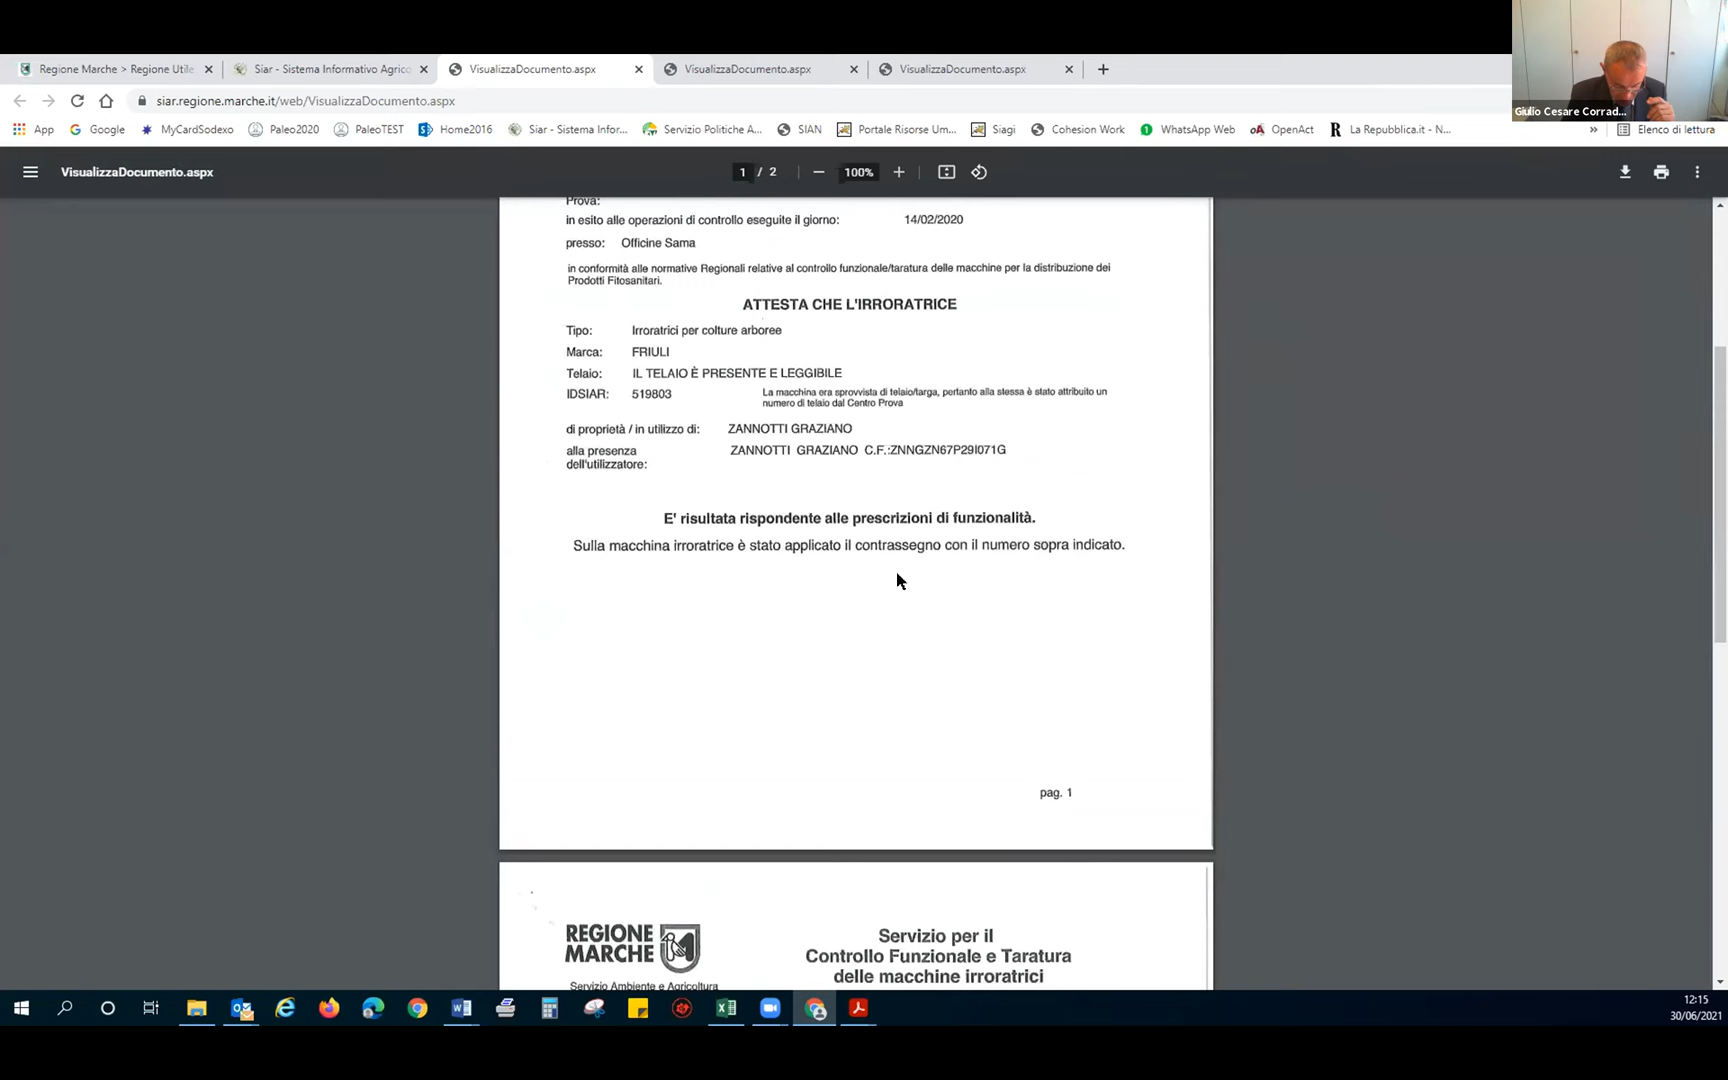 Regione Marche > Regione Utile
Siar - Sistema Informativo Agrico
VisualizzaDocumento.aspx
VisualizzaDocumento.aspx
VisualizzaDocumento.aspx
siar.regione.marche.it/web/VisualizzaDocumento.aspx
Giulio Cesare Corrad...
App
Google
MyCardSodexo
Paleo2020
PaleoTEST
Home2016
Siar - Sistema Infor...
Servizio Politiche A...
SIAN
Portale Risorse Um...
Siagi
Cohesion Work
WhatsApp Web
OpenAct
La Repubblica.it - N...
Elenco di lettura
VisualizzaDocumento.aspx
1 / 2
100%
Prova:
in esito alle operazioni di controllo eseguite il giorno: 14/02/2020
presso: Officine Sama
in conformità alle normative Regionali relative al controllo funzionale/taratura delle macchine per la distribuzione dei
Prodotti Fitosanitari.
ATTESTA CHE L'IRRORATRICE
Tipo: Irroratrici per colture arboree
Marca: FRIULI
Telaio: IL TELAIO È PRESENTE E LEGGIBILE
IDSIAR: 519803 La macchina era sprovvista di telaio/targa, pertanto alla stessa è stato attribuito un
numero di telaio dal Centro Prova
di proprietà / in utilizzo di: ZANNOTTI GRAZIANO
alla presenza ZANNOTTI GRAZIANO C.F.:ZNNGZN67P29I071G
dell'utilizzatore:
E' risultata rispondente alle prescrizioni di funzionalità.
Sulla macchina irroratrice è stato applicato il contrassegno con il numero sopra indicato.
pag. 1
REGIONE
MARCHE
Servizio Ambiente e Agricoltura
Servizio per il
Controllo Funzionale e Taratura
delle macchine irroratrici
12:15
30/06/2021